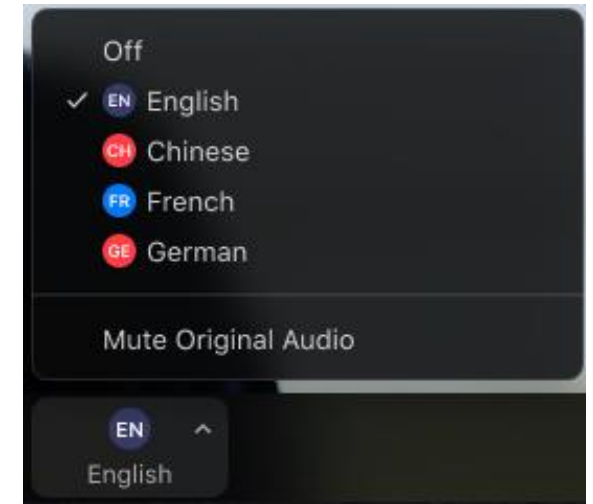 Off
EN English
CH Chinese
FR French
GE German
Mute Original Audio
EN
English